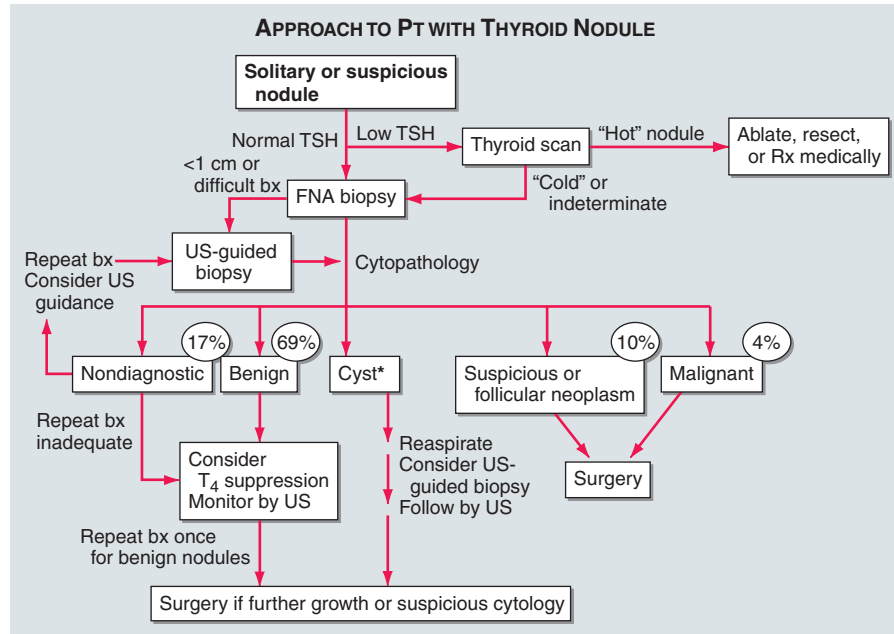 APPROACH TO PT WITH THYROID NODULE
Solitary or suspicious
nodule
Normal TSH
Low TSH
Thyroid scan
“Hot” nodule
Ablate, resect,
or Rx medically
<1 cm or
difficult bx
FNA biopsy
“Cold” or
indeterminate
Repeat bx
Consider US
guidance
US-guided
biopsy
Cytopathology
17%
Nondiagnostic
69%
Benign
Cyst*
10%
Suspicious or
follicular neoplasm
4%
Malignant
Repeat bx
inadequate
Consider
T4 suppression
Monitor by US
Reaspirate
Consider US-
guided biopsy
Follow by US
Surgery
Repeat bx once
for benign nodules
Surgery if further growth or suspicious cytology